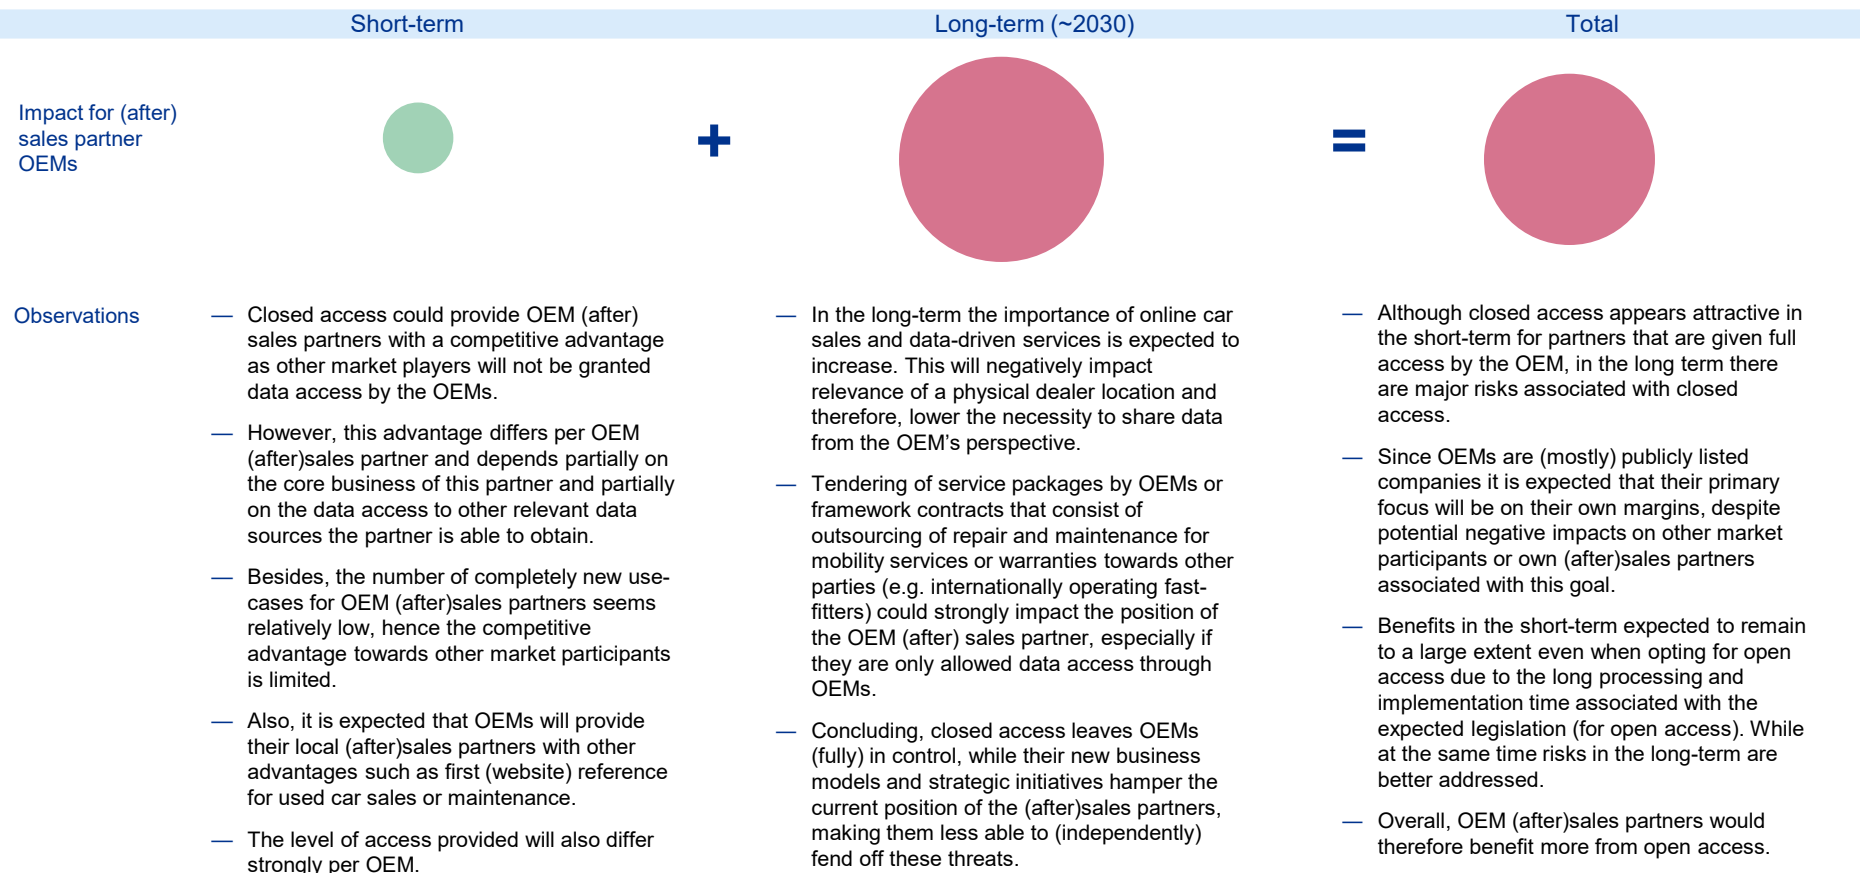 Short-term
Long-term (~2030)
Total
Impact for (after)
sales partner
OEMs
+
=
Observations
— Closed access could provide OEM (after)
sales partners with a competitive advantage
as other market players will not be granted
data access by the OEMs.
— However, this advantage differs per OEM
(after)sales partner and depends partially on
the core business of this partner and partially
on the data access to other relevant data
sources the partner is able to obtain.
— Besides, the number of completely new use-
cases for OEM (after)sales partners seems
relatively low, hence the competitive
advantage towards other market participants
is limited.
— Also, it is expected that OEMs will provide
their local (after)sales partners with other
advantages such as first (website) reference
for used car sales or maintenance.
— The level of access provided will also differ
strongly per OEM.
— In the long-term the importance of online car
sales and data-driven services is expected to
increase. This will negatively impact
relevance of a physical dealer location and
therefore, lower the necessity to share data
from the OEM’s perspective.
— Tendering of service packages by OEMs or
framework contracts that consist of
outsourcing of repair and maintenance for
mobility services or warranties towards other
parties (e.g. internationally operating fast-
fitters) could strongly impact the position of
the OEM (after) sales partner, especially if
they are only allowed data access through
OEMs.
— Concluding, closed access leaves OEMs
(fully) in control, while their new business
models and strategic initiatives hamper the
current position of the (after)sales partners,
making them less able to (independently)
fend off these threats.
— Although closed access appears attractive in
the short-term for partners that are given full
access by the OEM, in the long term there
are major risks associated with closed
access.
— Since OEMs are (mostly) publicly listed
companies it is expected that their primary
focus will be on their own margins, despite
potential negative impacts on other market
participants or own (after)sales partners
associated with this goal.
— Benefits in the short-term expected to remain
to a large extent even when opting for open
access due to the long processing and
implementation time associated with the
expected legislation (for open access). While
at the same time risks in the long-term are
better addressed.
— Overall, OEM (after)sales partners would
therefore benefit more from open access.